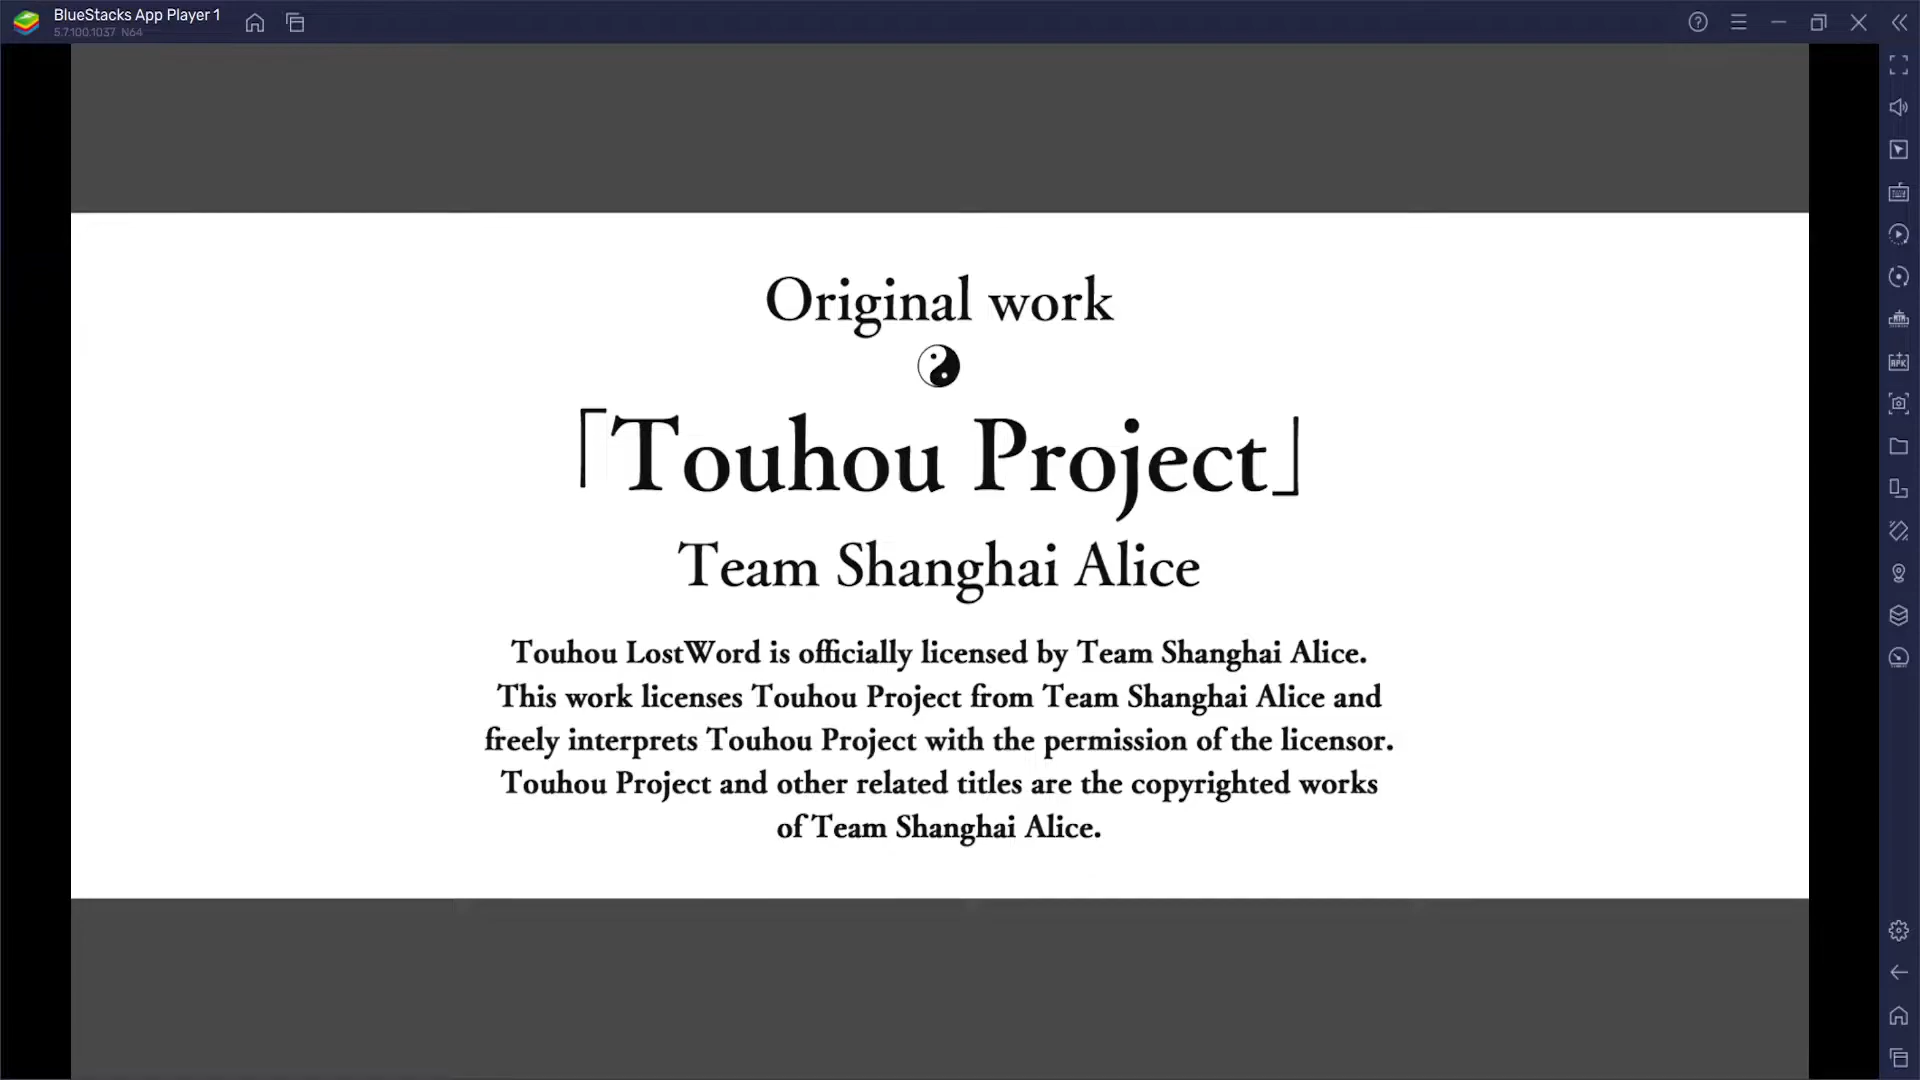 BlueStacks App Player 1
5.7.100.1037 N64
Original work
「Touhou Project」
Team Shanghai Alice
Touhou LostWord is officially licensed by Team Shanghai Alice.
This work licenses Touhou Project from Team Shanghai Alice and
freely interprets Touhou Project with the permission of the licensor.
Touhou Project and other related titles are the copyrighted works
of Team Shanghai Alice.